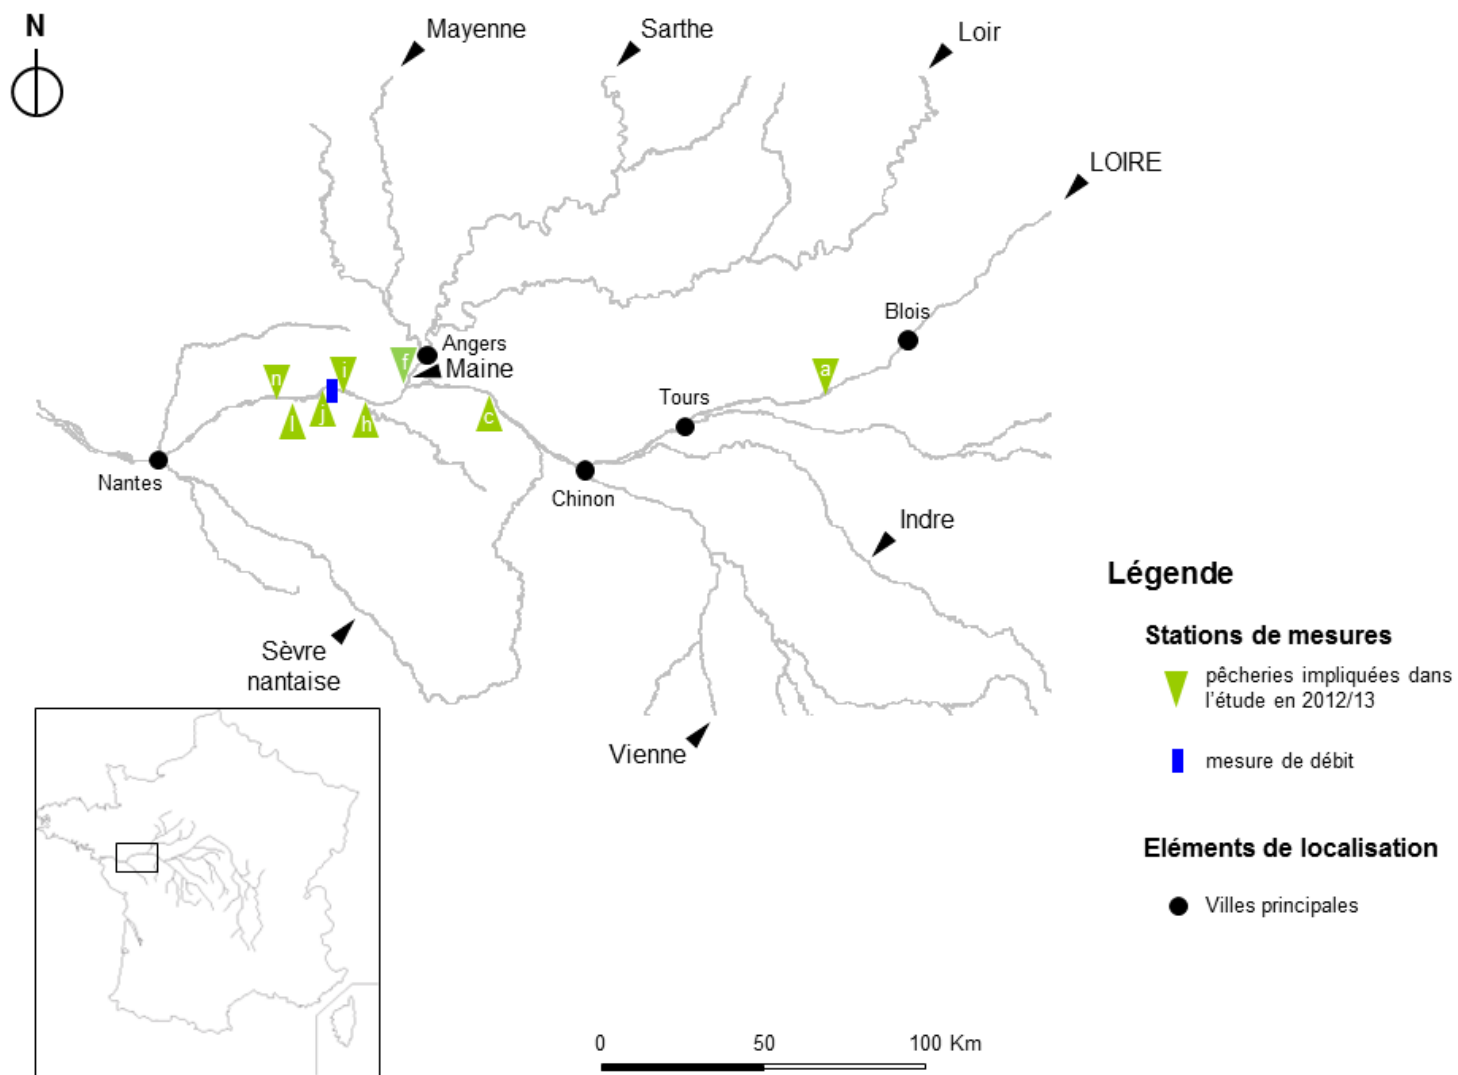 N
Mayenne
Sarthe
Loir
LOIRE
Blois
Angers
Maine
f
i
n
a
l
j
h
c
Tours
Nantes
Chinon
Indre
Sèvre
nantaise
Vienne
Légende
Stations de mesures
pêcheries impliquées dans
l'étude en 2012/13
mesure de débit
Eléments de localisation
Villes principales
0 50 100 Km